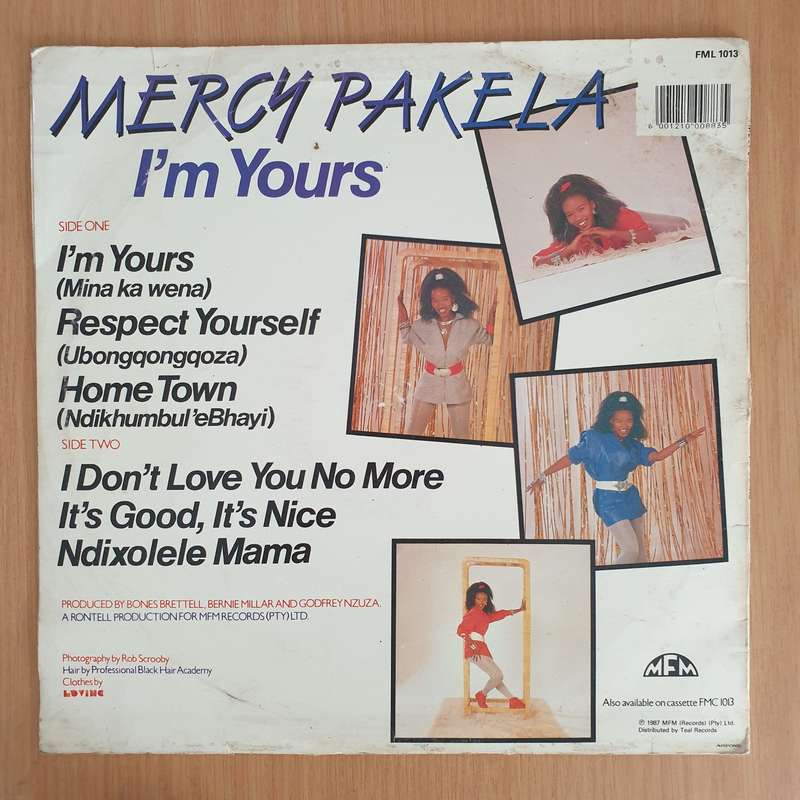 FML 1013
MERCY PAKELA
I'm Yours
6 001210 008835
SIDE ONE
I'm Yours
(Mina ka wena)
Respect Yourself
(Ubongqongqoza)
Home Town
(Ndikhumbul'eBhayi)
SIDE TWO
I Don't Love You No More
It's Good, It's Nice
Ndixolele Mama
PRODUCED BY BONES BRETTELL, BERNIE MILLAR AND GODFREY NZUZA.
A RONTELL PRODUCTION FOR MFM RECORDS (PTY) LTD.
Photography by Rob Scrooby
Hair by Professional Black Hair Academy
Clothes by
LOVING
MFM
Also available on cassette FMC 1013
℗ 1987 MFM (Records) (Pty) Ltd.
Distributed by Teal Records